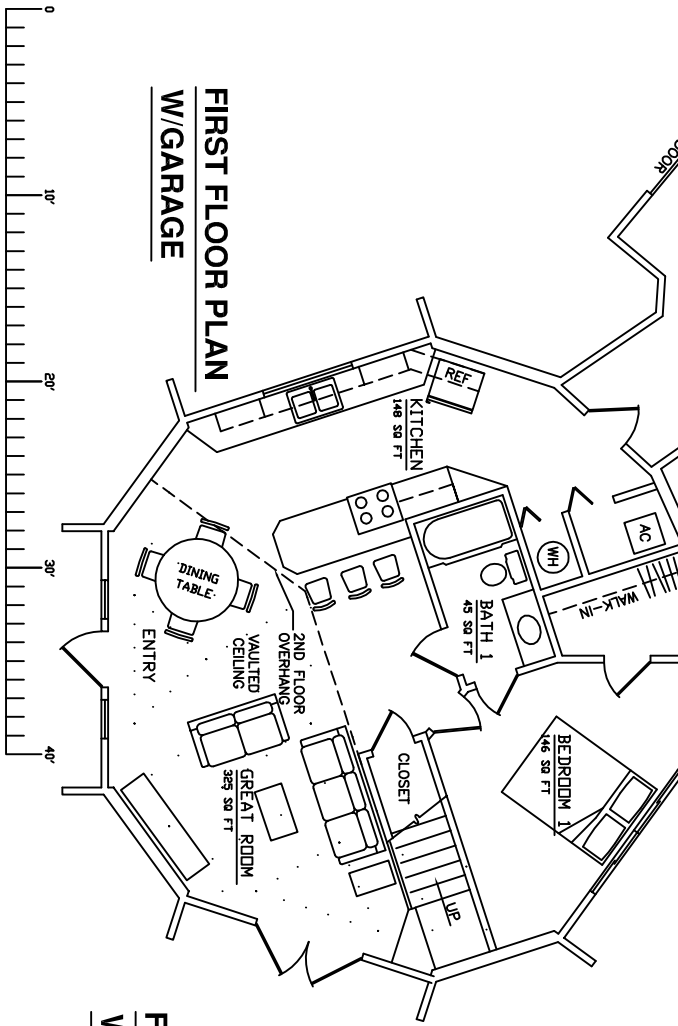 FIRST FLOOR PLAN
W/GARAGE
0
10'
20'
30'
40'
OOR
REF
KITCHEN
148 SQ FT
AC
WH
WALK-IN
BATH 1
45 SQ FT
DINING
TABLE
ENTRY
2ND FLOOR
OVERHANG
VAULTED
CEILING
GREAT ROOM
325 SQ FT
CLOSET
UP
BEDROOM 1
146 SQ FT
F
W